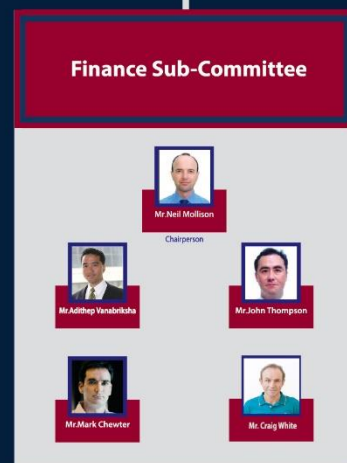 Finance Sub-Committee
Mr.Neil Mollison
Chairperson
Mr.Adithep Vanabriksha
Mr.John Thompson
Mr.Mark Chewter
Mr. Craig White